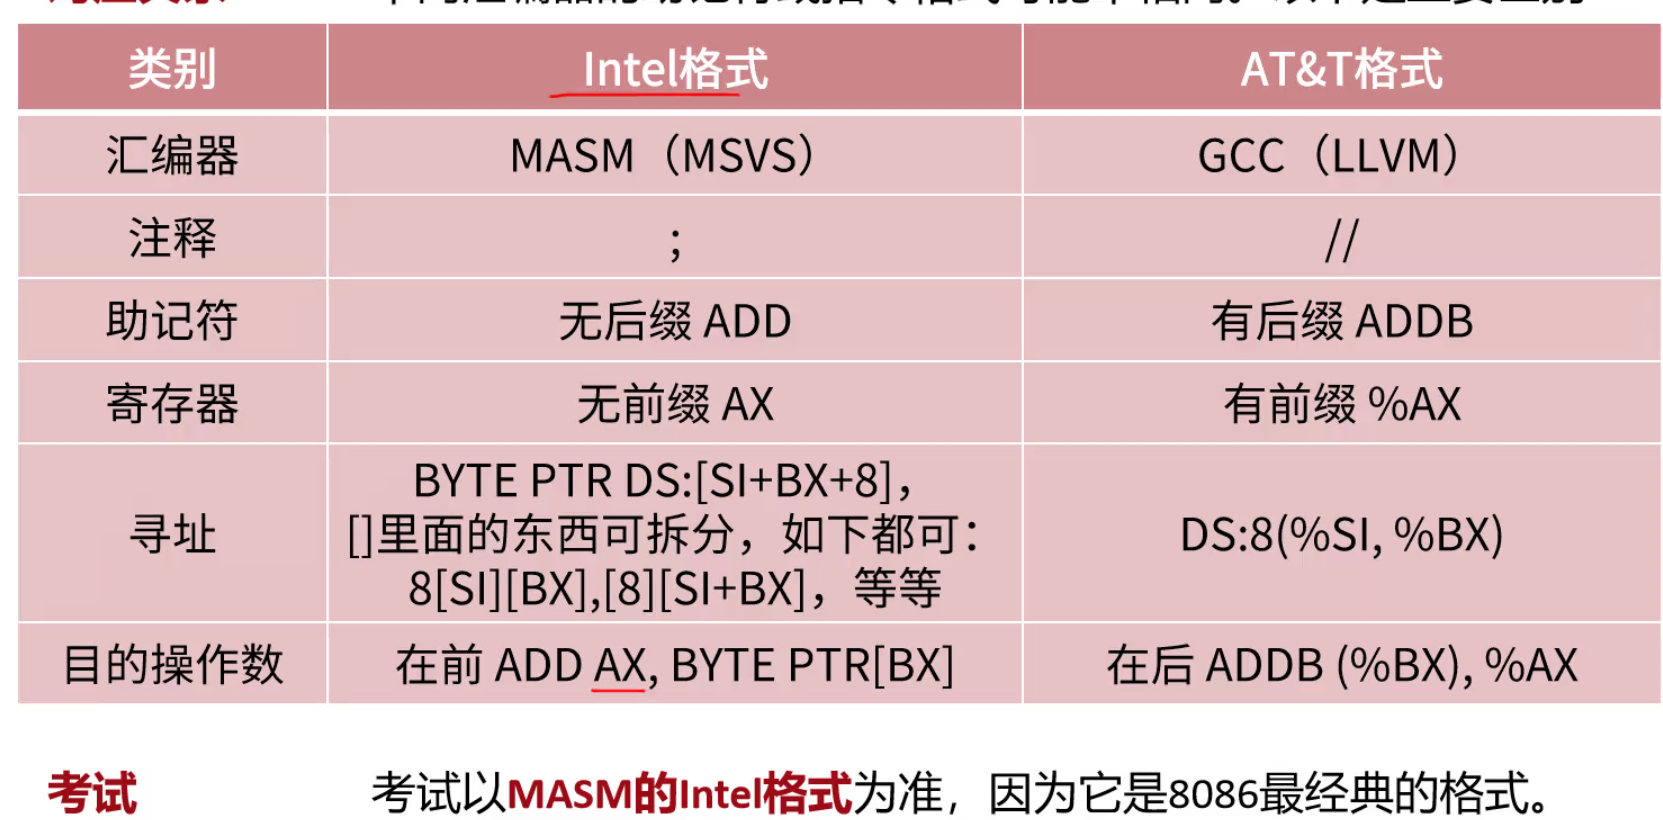 类别 Intel格式 AT&T格式
汇编器 MASM（MSVS） GCC（LLVM）
注释 ; //
助记符 无后缀 ADD 有后缀 ADDB
寄存器 无前缀 AX 有前缀 %AX
寻址
BYTE PTR DS:[SI+BX+8]，
[]里面的东西可拆分，如下都可：
8[SI][BX],[8][SI+BX]，等等
DS:8(%SI, %BX)
目的操作数 在前 ADD AX, BYTE PTR[BX] 在后 ADDB (%BX), %AX
考试 考试以MASM的Intel格式为准，因为它是8086最经典的格式。